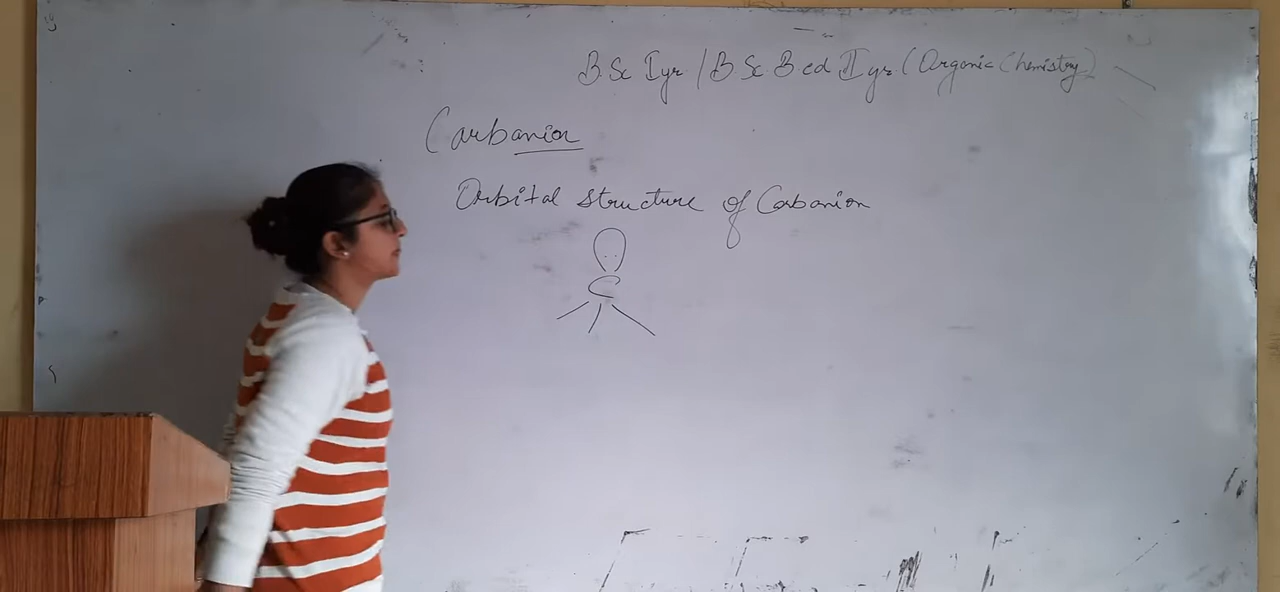 B.Sc I yr / B.Sc. B ed II yr (Organic Chemistry)
Carbanion
Orbital Structure of Carbanion
C